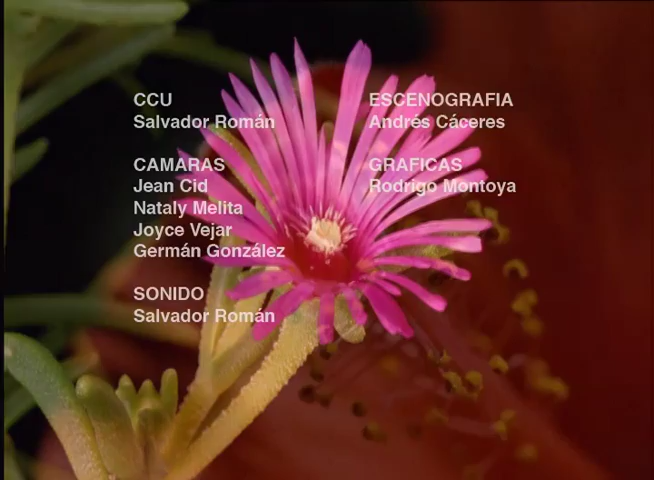 CCU
Salvador Román
CAMARAS
Jean Cid
Nataly Melita
Joyce Vejar
Germán González
SONIDO
Salvador Román
ESCENOGRAFIA
Andrés Cáceres
GRAFICAS
Rodrigo Montoya